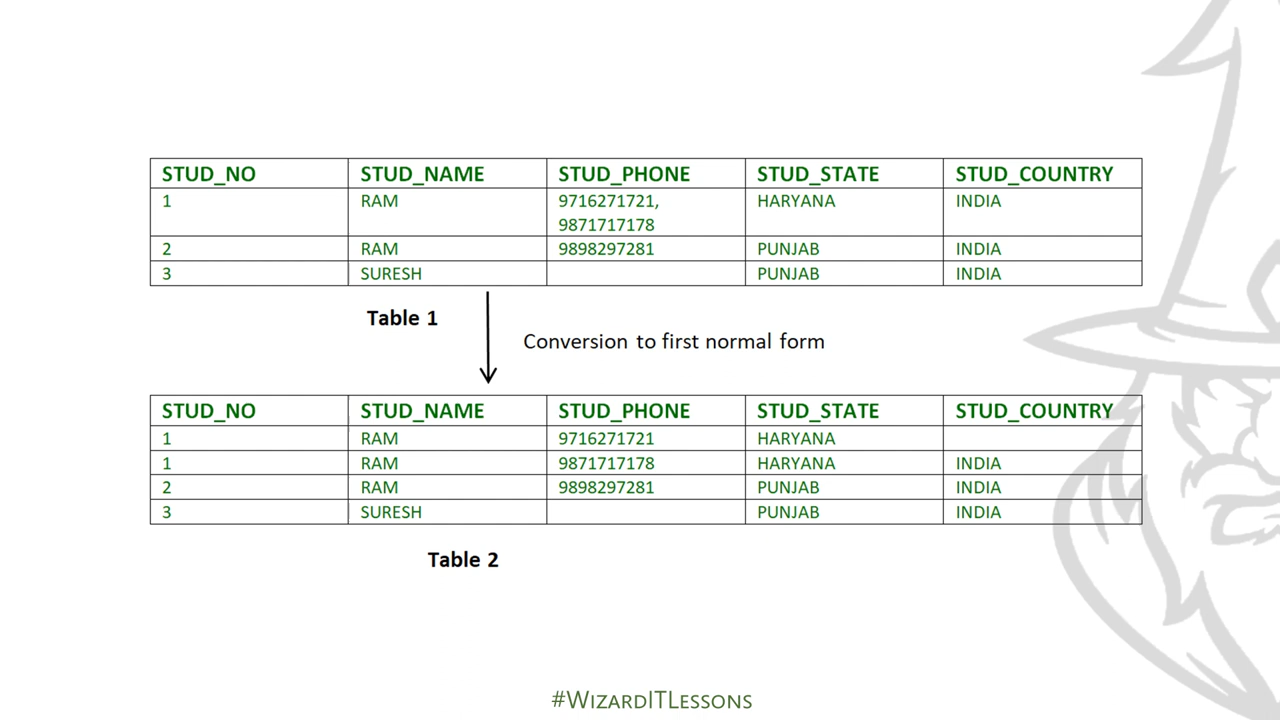 STUD_NO STUD_NAME STUD_PHONE STUD_STATE STUD_COUNTRY
1 RAM 9716271721, HARYANA INDIA
9871717178
2 RAM 9898297281 PUNJAB INDIA
3 SURESH PUNJAB INDIA
Table 1
Conversion to first normal form
STUD_NO STUD_NAME STUD_PHONE STUD_STATE STUD_COUNTRY
1 RAM 9716271721 HARYANA
1 RAM 9871717178 HARYANA INDIA
2 RAM 9898297281 PUNJAB INDIA
3 SURESH PUNJAB INDIA
Table 2
#WIZARDITLESSONS